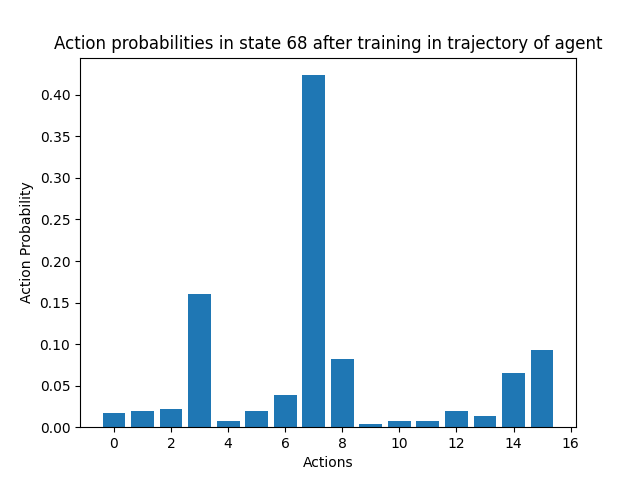 Action probabilities in state 68 after training in trajectory of agent
0.40
0.35
0.30
0.25
0.20
0.15
0.10
0.05
0.00
Action Probability
0 2 4 6 8 10 12 14 16
Actions